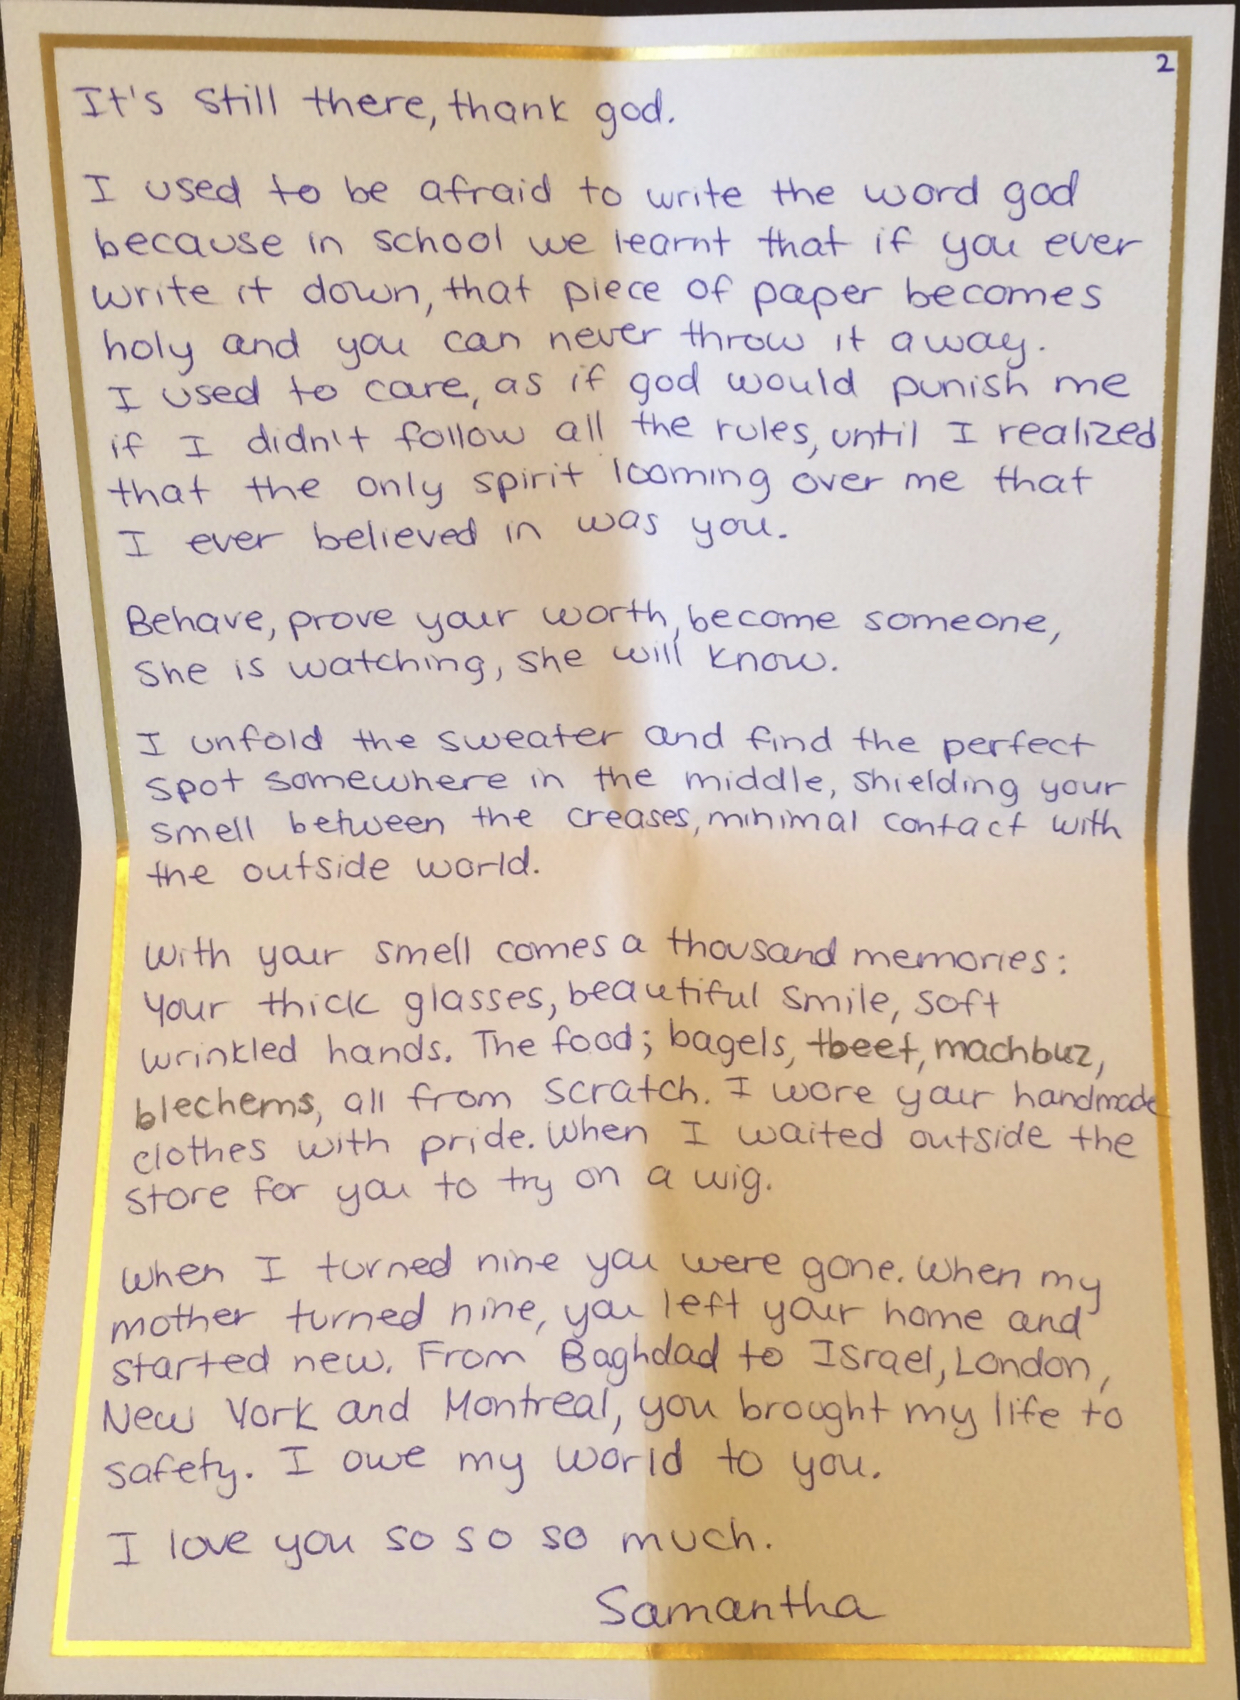 2
It's still there, thank god.
I used to be afraid to write the word god
because in school we learnt that if you ever
write it down, that piece of paper becomes
holy and you can never throw it away.
I used to care, as if god would punish me
if I didn't follow all the rules, until I realized
that the only spirit looming over me that
I ever believed in was you.
Behave, prove your worth, become someone,
she is watching, she will know.
I unfold the sweater and find the perfect
spot somewhere in the middle, shielding your
smell between the creases, minimal contact with
the outside world.
With your smell comes a thousand memories:
Your thick glasses, beautiful smile, soft
wrinkled hands. The food; bagels, tbeet, machbuz,
blechems, all from scratch. I wore your handmade
clothes with pride. When I waited outside the
store for you to try on a wig.
When I turned nine you were gone. When my
mother turned nine, you left your home and
started new. From Baghdad to Israel, London,
New York and Montreal, you brought my life to
safety. I owe my world to you.
I love you so so so much.
Samantha